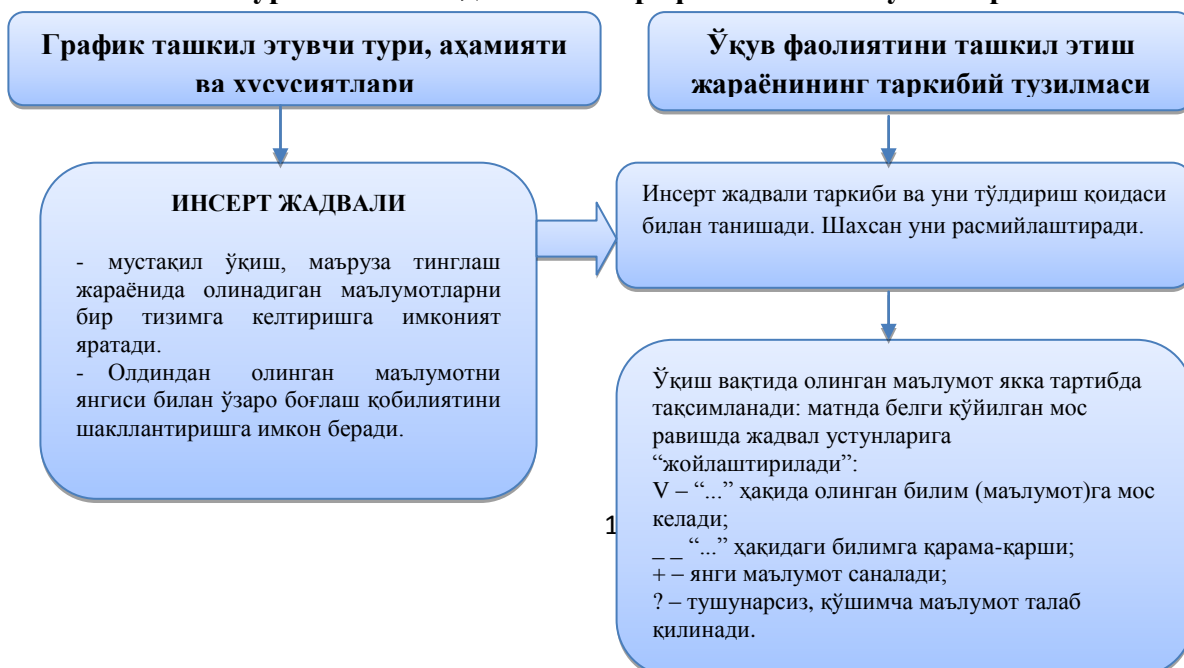 График ташкил этувчи тури, аҳамияти
ва хусусиятлари
Ўқув фаолиятини ташкил этиш
жараёнининг таркибий тузилмаси
ИНСЕРТ ЖАДВАЛИ
- мустақил ўқиш, маъруза тинглаш
жараёнида олинадиган маълумотларни
бир тизимга келтиришга имконият
яратади.
- Олдиндан олинган маълумотни
янгиси билан ўзаро боғлаш қобилиятини
шакллантиришга имкон беради.
Инсерт жадвали таркиби ва уни тўлдириш қоидаси
билан танишади. Шахсан уни расмийлаштиради.
Ўқиш вақтида олинган маълумот якка тартибда
тақсимланади: матнда белги қўйилган мос
равишда жадвал устунларига
“жойлаштирилади”:
V – “...” ҳақида олинган билим (маълумот)га мос
келади;
_ _ “...” ҳақидаги билимга қарама-қарши;
+ – янги маълумот саналади;
? – тушунарсиз, қўшимча маълумот талаб
қилинади.
1